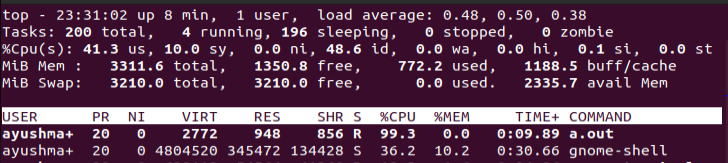 top - 23:31:02 up 8 min,  1 user,  load average: 0.48, 0.50, 0.38
Tasks: 200 total,   4 running, 196 sleeping,   0 stopped,   0 zombie
%Cpu(s): 41.3 us, 10.0 sy,  0.0 ni, 48.6 id,  0.0 wa,  0.0 hi,  0.1 si,  0.0 st
MiB Mem :   3311.6 total,   1350.8 free,    772.2 used,   1188.5 buff/cache
MiB Swap:   3210.0 total,   3210.0 free,      0.0 used.   2335.7 avail Mem
USER      PR  NI    VIRT    RES    SHR S  %CPU  %MEM     TIME+ COMMAND
ayushma+  20   0    2772    948    856 R  99.3   0.0   0:09.89 a.out
ayushma+  20   0 4804520 345472 134428 S  36.2  10.2   0:30.66 gnome-shell